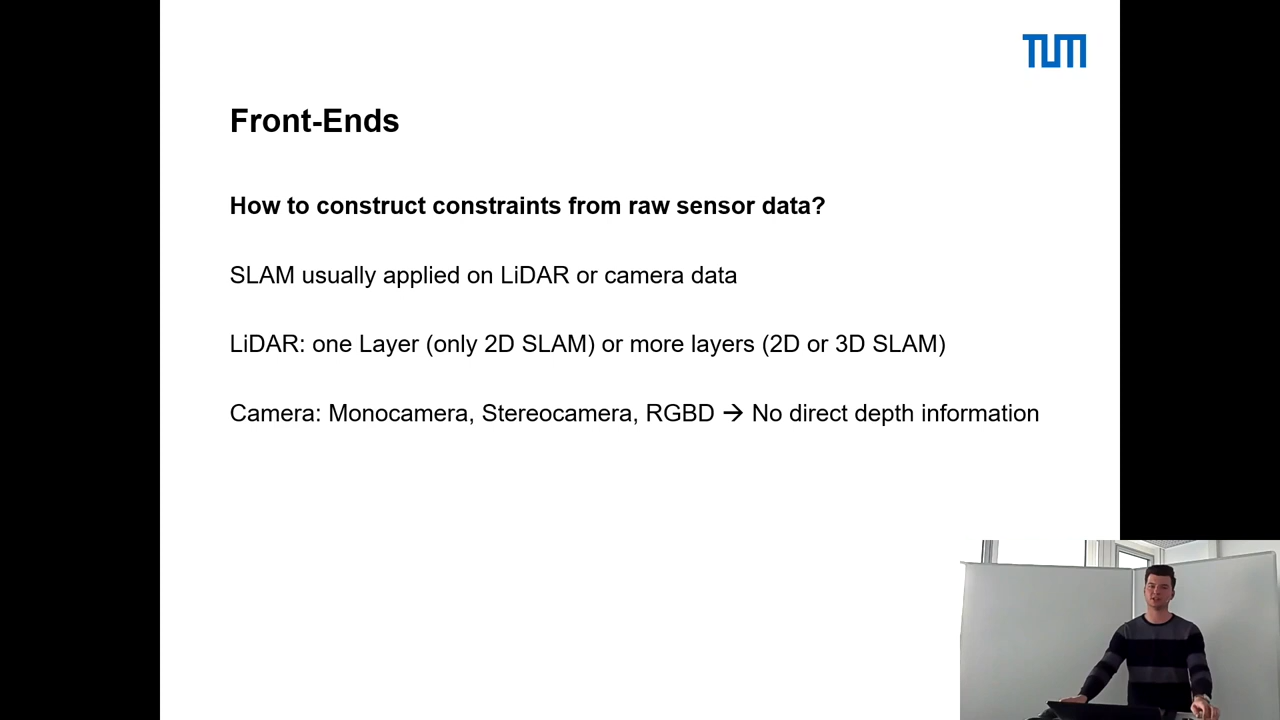 TUM
Front-Ends
How to construct constraints from raw sensor data?
SLAM usually applied on LiDAR or camera data
LiDAR: one Layer (only 2D SLAM) or more layers (2D or 3D SLAM)
Camera: Monocamera, Stereocamera, RGBD → No direct depth information